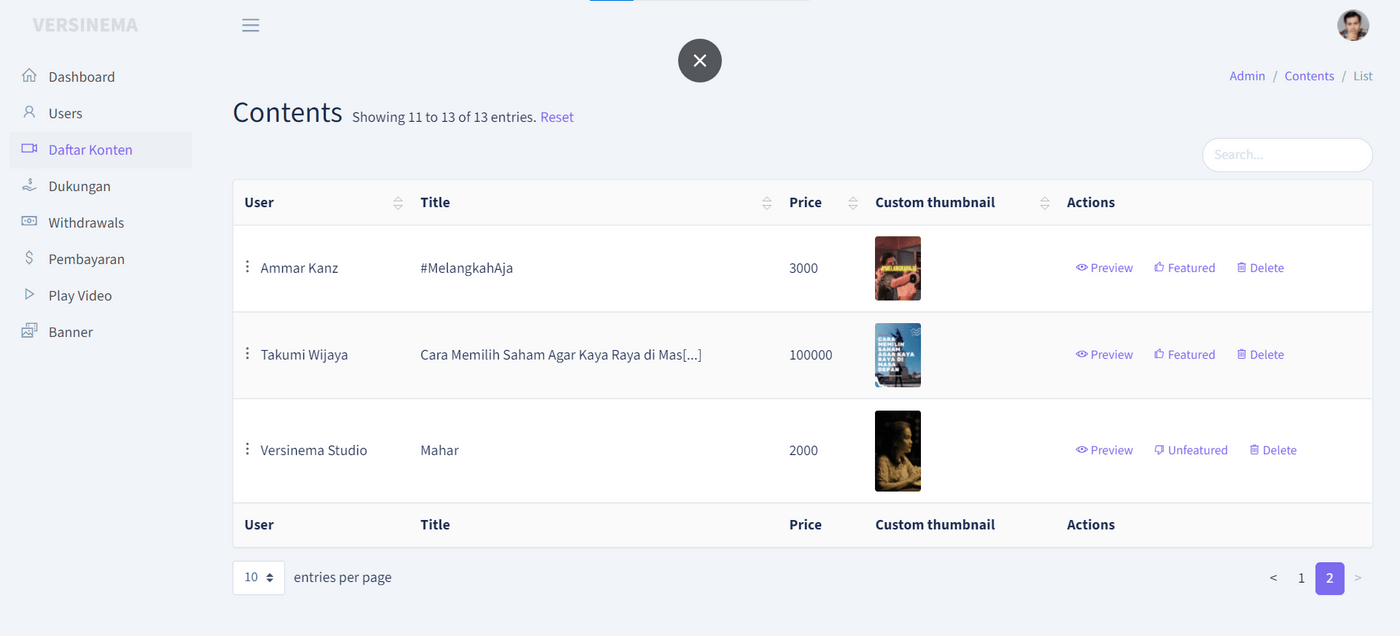 VERSINEMA
Dashboard
Users
Daftar Konten
Dukungan
Withdrawals
Pembayaran
Play Video
Banner
Admin / Contents / List
Contents Showing 11 to 13 of 13 entries. Reset
Search...
User Title Price Custom thumbnail Actions
Ammar Kanz #MelangkahAja 3000 Preview Featured Delete
#MELANGKAHAJA
Takumi Wijaya Cara Memilih Saham Agar Kaya Raya di Mas[...] 100000 Preview Featured Delete
CARA
MEMILIH
SAHAM
AGAR KAYA
RAYA DI
MASA
DEPAN
Versinema Studio Mahar 2000 Preview Unfeatured Delete
User Title Price Custom thumbnail Actions
10 entries per page < 1 2 >